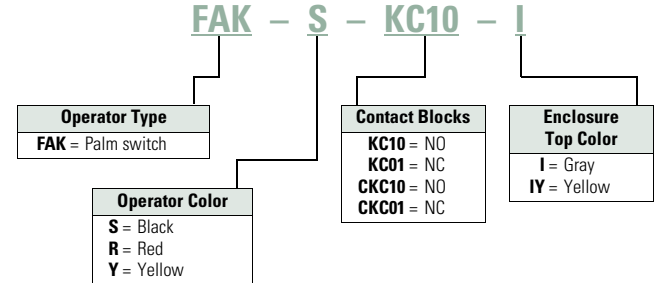 FAK – S – KC10 – I
Operator Type
FAK = Palm switch
Operator Color
S = Black
R = Red
Y = Yellow
Contact Blocks
KC10 = NO
KC01 = NC
CKC10 = NO
CKC01 = NC
Enclosure
Top Color
I = Gray
IY = Yellow